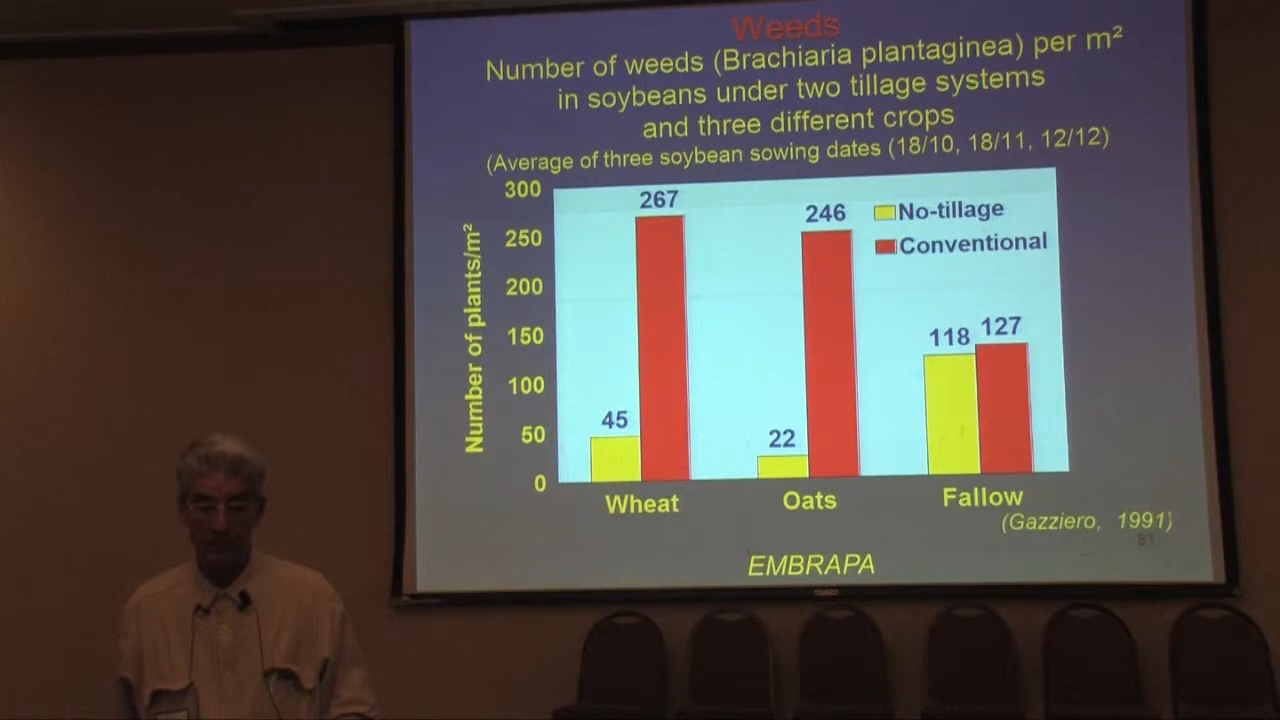 Weeds
Number of weeds (Brachiaria plantaginea) per m²
in soybeans under two tillage systems
and three different crops
(Average of three soybean sowing dates (18/10, 18/11, 12/12)
Number of plants/m²
300
250
200
150
100
50
0
267
246
No-tillage
Conventional
45
22
118
127
Wheat
Oats
Fallow
(Gazziero, 1991)
81
EMBRAPA